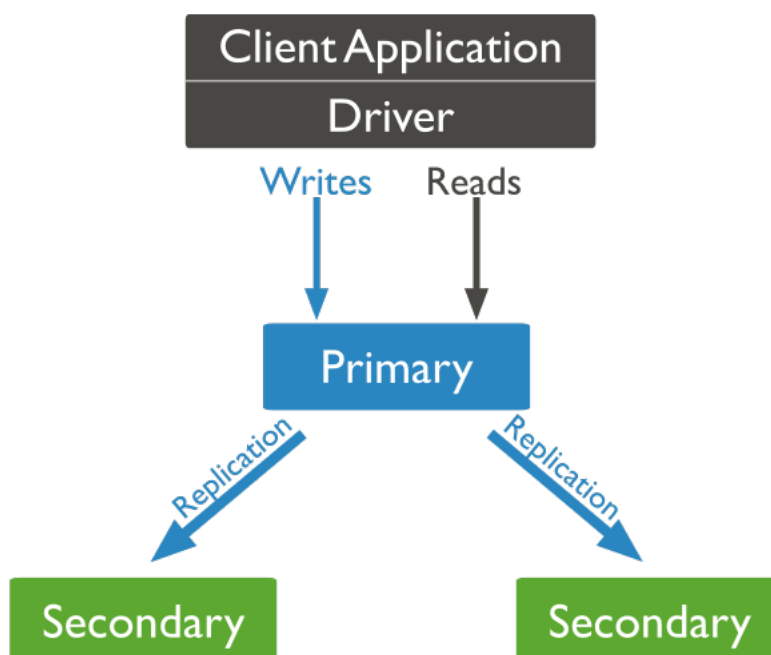 Client Application
Driver
Writes
Reads
Primary
Replication
Replication
Secondary
Secondary